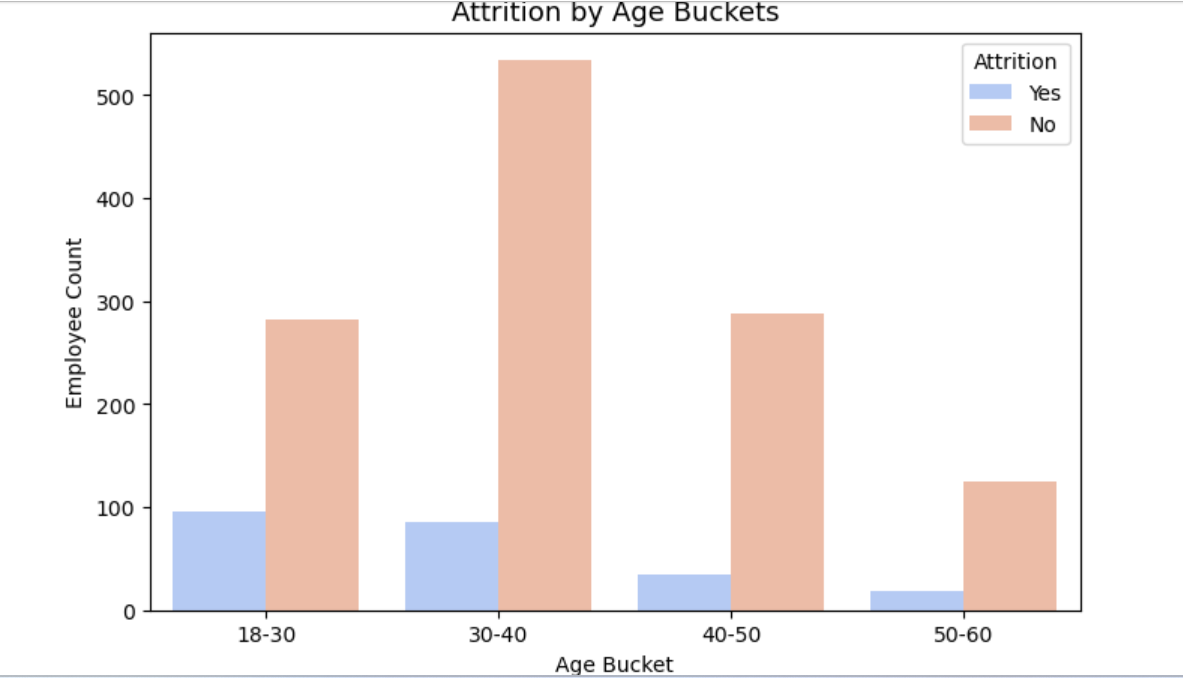 Attrition by Age Buckets
Attrition
Yes
No
500
400
300
200
100
0
Employee Count
18-30 30-40 40-50 50-60
Age Bucket